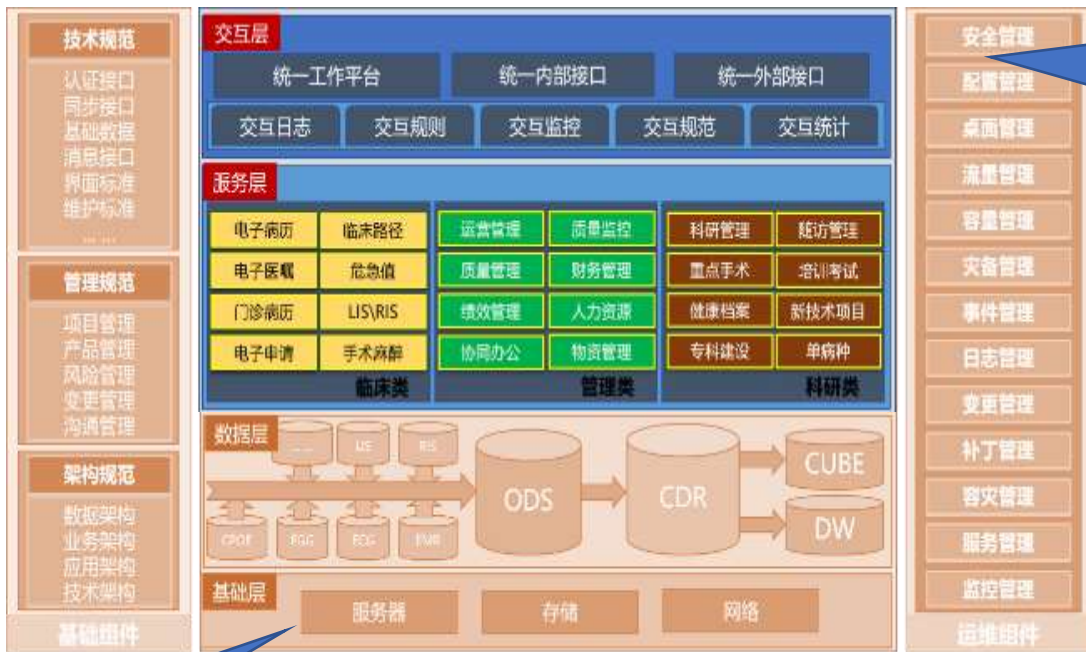 技术规范
认证接口
同步接口
基础数据
消息接口
界面标准
维护标准
... ...
管理规范
项目管理
产品管理
风险管理
变更管理
沟通管理
架构规范
数据架构
业务架构
应用架构
技术架构
基础组件
交互层
统一工作平台 统一内部接口 统一外部接口
交互日志 交互规则 交互监控 交互规范 交互统计
服务层
电子病历 临床路径 运营管理 质量监控 科研管理 随访管理
电子医嘱 危急值 质量管理 财务管理 重点手术 培训考试
门诊病历 LIS\RIS 绩效管理 人力资源 健康档案 新技术项目
电子申请 手术麻醉 协同办公 物资管理 专科建设 单病种
临床类 管理类 科研类
数据层
...... LIS RIS
ODS CDR CUBE
DW
CPOE ECG EMR
基础层
服务器 存储 网络
安全管理
配置管理
桌面管理
流量管理
容量管理
灾备管理
事件管理
日志管理
变更管理
补丁管理
容灾管理
服务管理
监控管理
运维组件